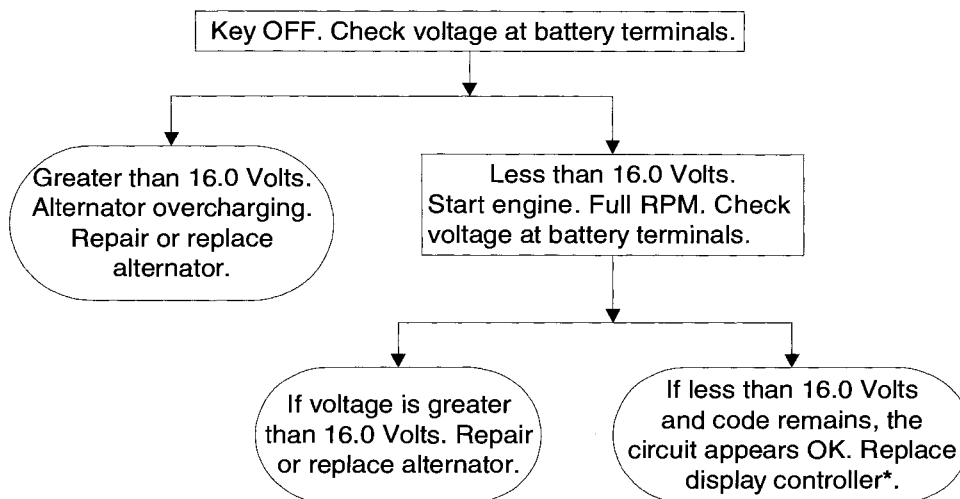 Key OFF. Check voltage at battery terminals.
Greater than 16.0 Volts.
Alternator overcharging.
Repair or replace
alternator.
Less than 16.0 Volts.
Start engine. Full RPM. Check
voltage at battery terminals.
If voltage is greater
than 16.0 Volts. Repair
or replace alternator.
If less than 16.0 Volts
and code remains, the
circuit appears OK. Replace
display controller*.